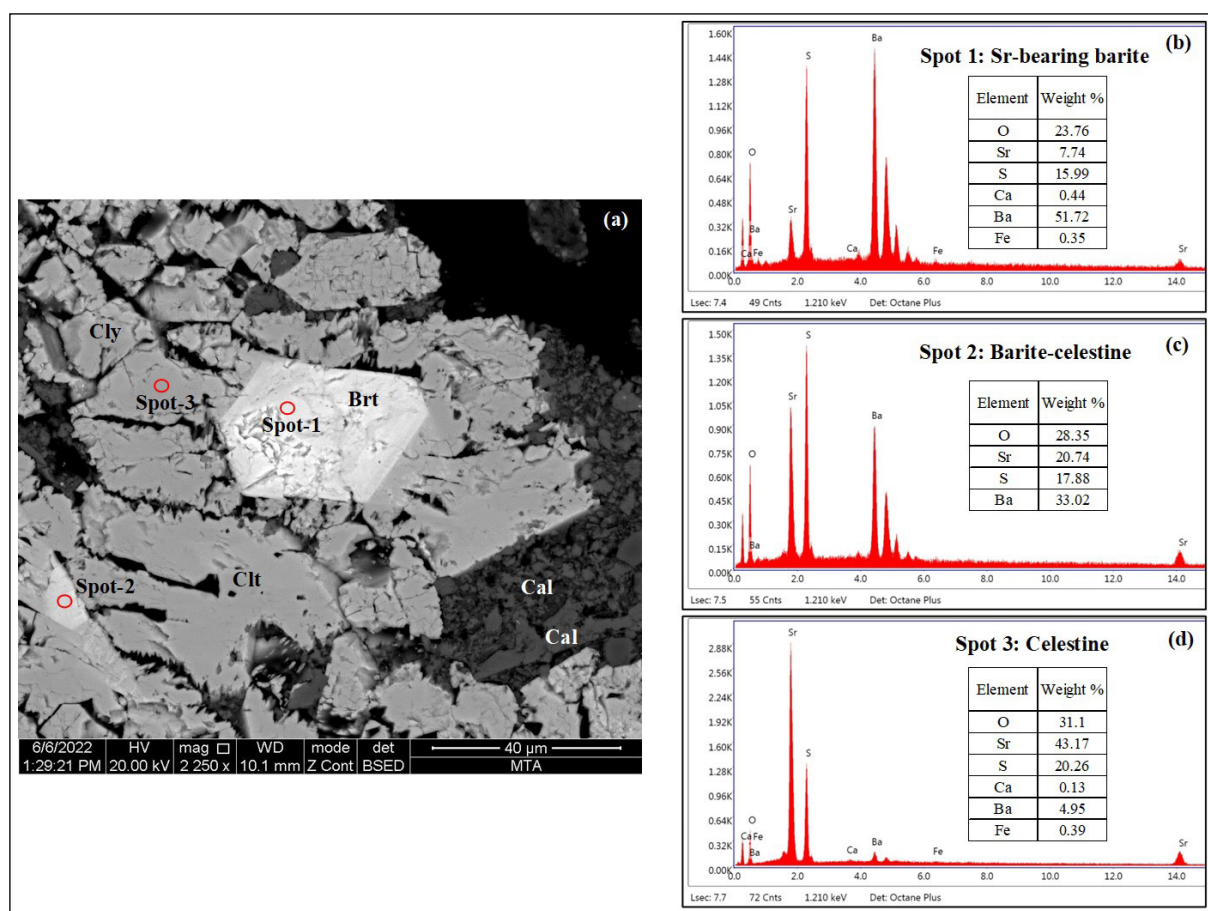 (a)
Cly
Spot-3
Brt
Spot-1
Spot-2
Clt
Cal
Cal
6/6/2022 HV mag □ WD mode det 40 µm
1:29:21 PM 20.00 kV 2 250 x 10.1 mm Z Cont BSED MTA
(b)
Spot 1: Sr-bearing barite
Element Weight %
O 23.76
Sr 7.74
S 15.99
Ca 0.44
Ba 51.72
Fe 0.35
1.60K
1.44K
1.28K
1.12K
0.96K
0.80K
0.64K
0.48K
0.32K
0.16K
0.00K
Ba
S
O
Sr
Ba
Ca Fe
Ca
Fe
Sr
0.0 2.0 4.0 6.0 8.0 10.0 12.0 14.0
Lsec: 7.4 49 Cnts 1.210 keV Det: Octane Plus
(c)
Spot 2: Barite-celestine
Element Weight %
O 28.35
Sr 20.74
S 17.88
Ba 33.02
1.50K
1.35K
1.20K
1.05K
0.90K
0.75K
0.60K
0.45K
0.30K
0.15K
0.00K
S
Sr
Ba
O
Ba
Sr
0.0 2.0 4.0 6.0 8.0 10.0 12.0 14.0
Lsec: 7.5 55 Cnts 1.210 keV Det: Octane Plus
(d)
Spot 3: Celestine
Element Weight %
O 31.1
Sr 43.17
S 20.26
Ca 0.13
Ba 4.95
Fe 0.39
2.88K
2.56K
2.24K
1.92K
1.60K
1.28K
0.96K
0.64K
0.32K
0.00K
Sr
S
O
Ca Fe
Ba
Ca
Ba
Fe
Sr
0.0 2.0 4.0 6.0 8.0 10.0 12.0 14.0
Lsec: 7.7 72 Cnts 1.210 keV Det: Octane Plus